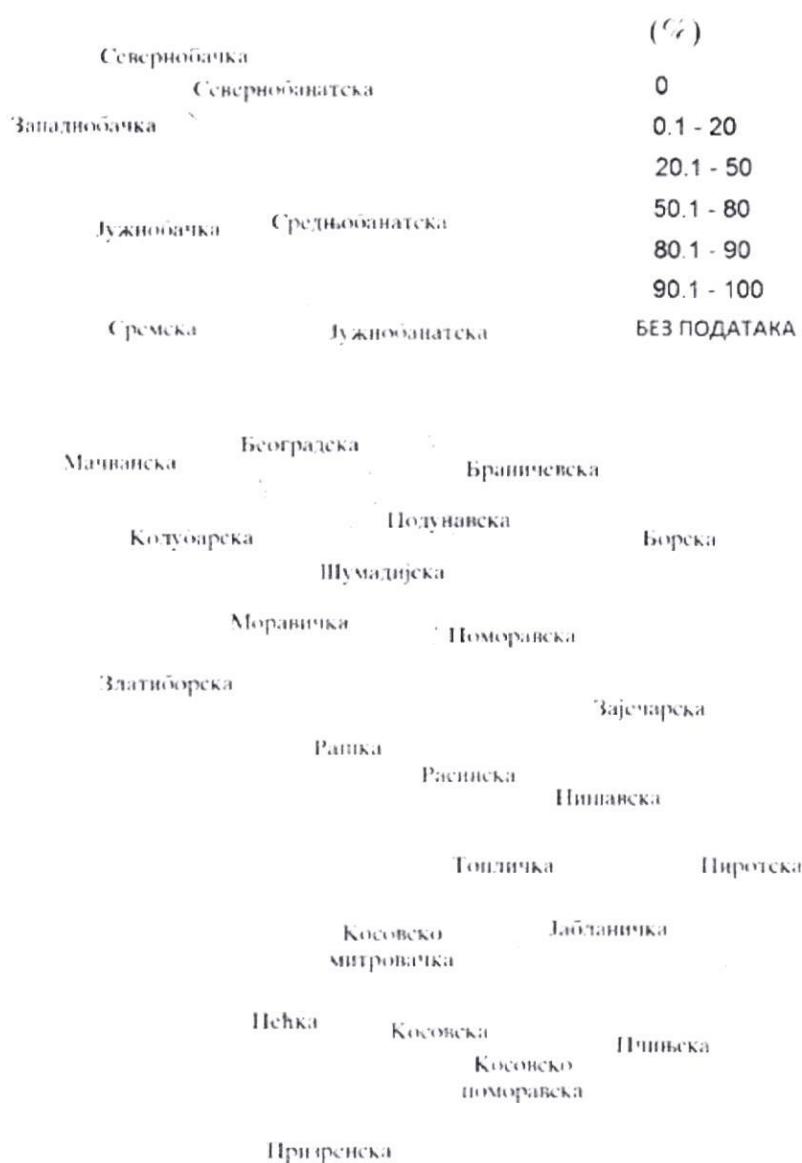 (%)
Севернобачка
Севернобанатска
0
Западнобачка
0.1 - 20
20.1 - 50
50.1 - 80
Јужнобачка
Средњобанатска
80.1 - 90
90.1 - 100
Сремска
Јужнобанатска
БЕЗ ПОДАТАКА
Београдска
Мачванска
Браничевска
Подунавска
Колубарска
Борска
Шумадијска
Моравичка
Поморавска
Златиборска
Зајечарска
Рашка
Расинска
Нишавска
Топличка
Пиротска
Јабланичка
Косовско
митровачка
Пећка
Косовска
Пчињска
Косовско
поморавска
Призренска